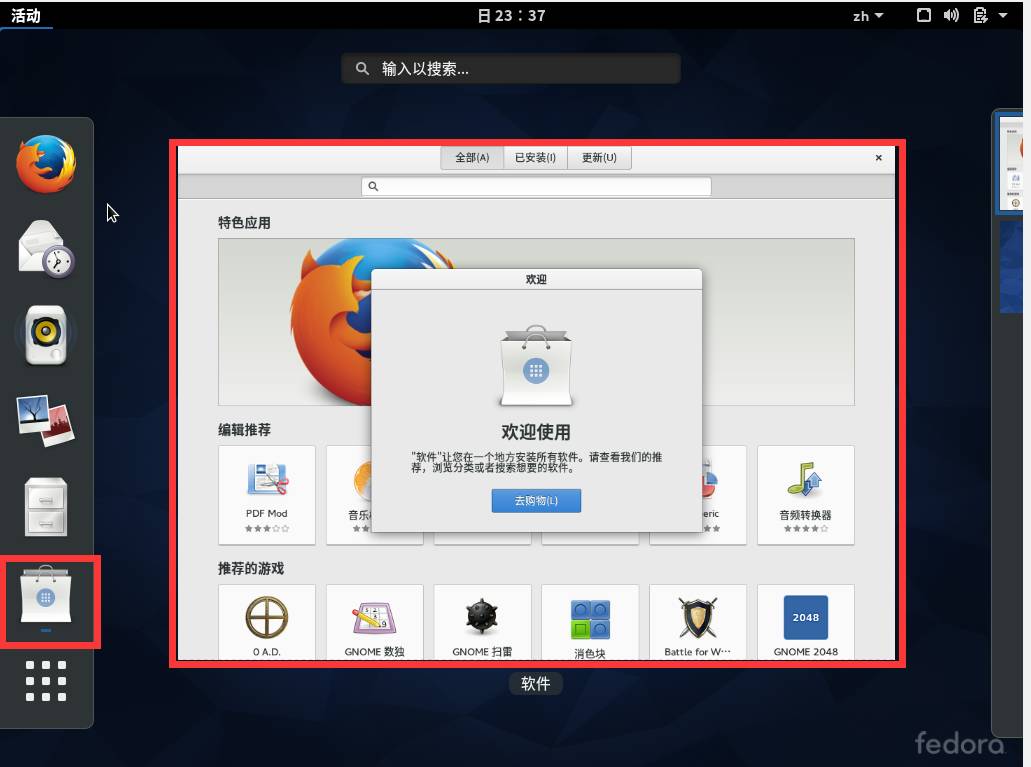 活动
日 23：37
zh
输入以搜索...
全部(A) 已安装(I) 更新(U)
特色应用
欢迎
欢迎使用
"软件"让您在一个地方安装所有软件。请查看我们的推
荐，浏览分类或者搜索想要的软件。
去购物(L)
编辑推荐
PDF Mod
音乐
eric
音频转换器
推荐的游戏
0 A.D.
GNOME 数独
GNOME 扫雷
消色块
Battle for W…
GNOME 2048
2048
软件
fedora